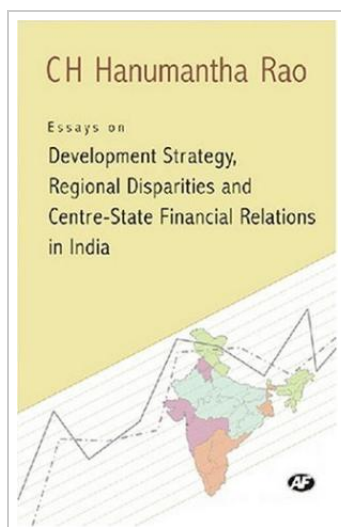 CH Hanumantha Rao
Essays on
Development Strategy,
Regional Disparities and
Centre-State Financial Relations
in India
AF